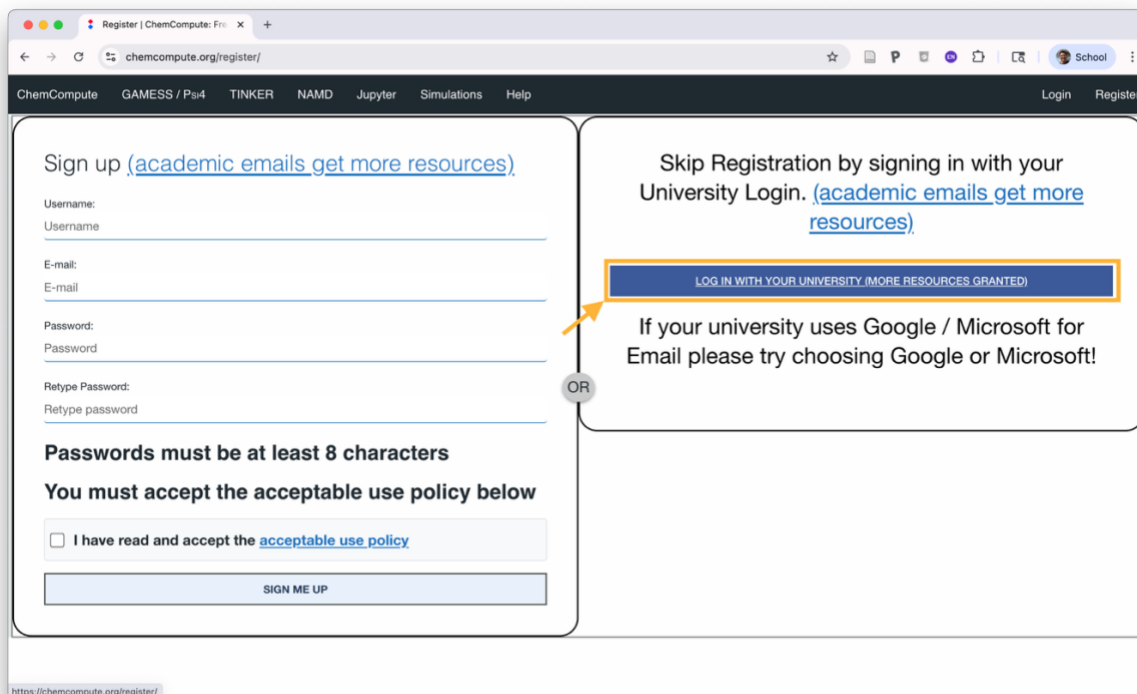 Register | ChemCompute: Fre
chemcompute.org/register/
School
ChemCompute GAMESS / Psi4 TINKER NAMD Jupyter Simulations Help Login Register
Sign up (academic emails get more resources)
Username:
Username
E-mail:
E-mail
Password:
Password
Retype Password:
Retype password
Passwords must be at least 8 characters
You must accept the acceptable use policy below
I have read and accept the acceptable use policy
SIGN ME UP
OR
Skip Registration by signing in with your
University Login. (academic emails get more
resources)
LOG IN WITH YOUR UNIVERSITY (MORE RESOURCES GRANTED)
If your university uses Google / Microsoft for
Email please try choosing Google or Microsoft!
https://chemcompute.org/register/